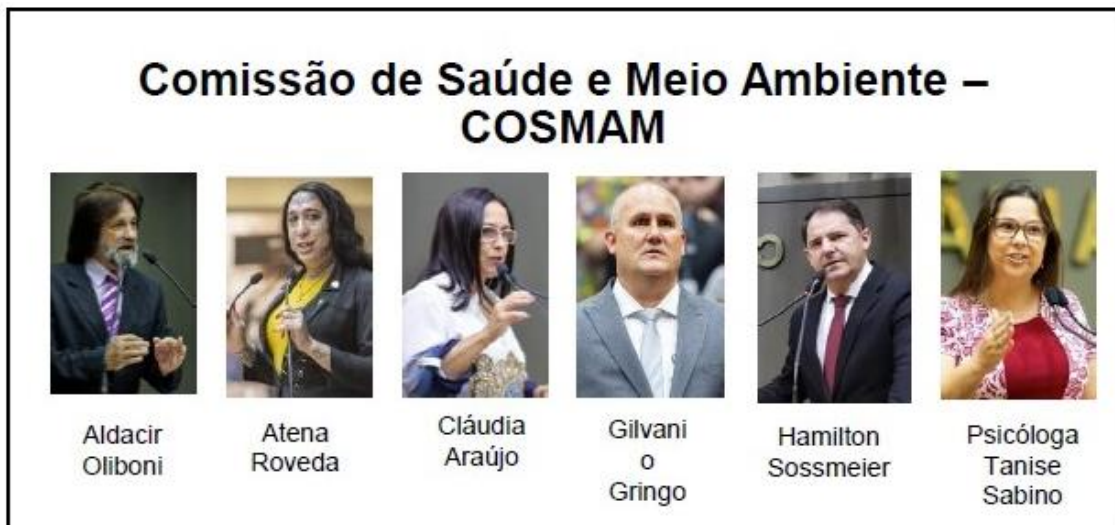 Comissão de Saúde e Meio Ambiente –
COSMAM
Aldacir
Oliboni
Atena
Roveda
Cláudia
Araújo
Gilvani
o
Gringo
Hamilton
Sossmeier
Psicóloga
Tanise
Sabino